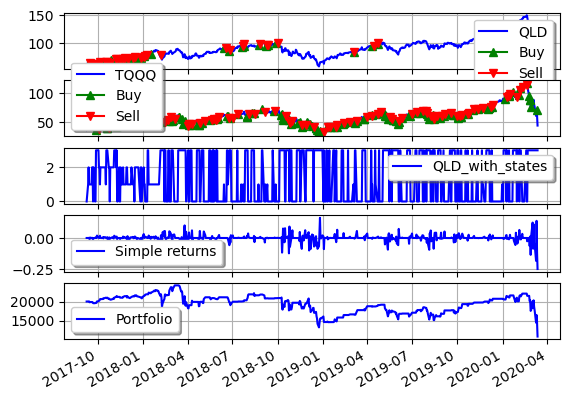 150
100
QLD
Buy
Sell
100
50
TQQQ
Buy
Sell
2
0
QLD_with_states
0.00
−0.25
Simple returns
20000
15000
Portfolio
2017-10
2018-01
2018-04
2018-07
2018-10
2019-01
2019-04
2019-07
2019-10
2020-01
2020-04